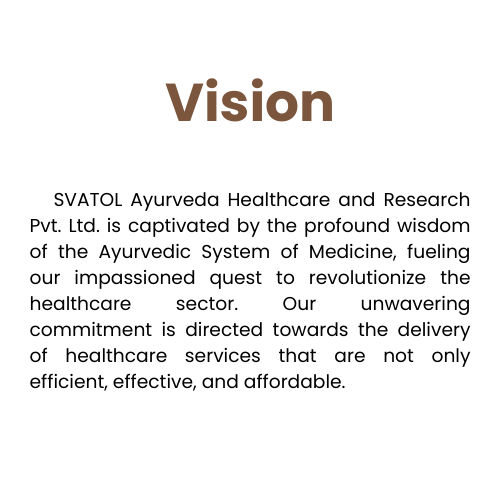 Vision
SVATOL Ayurveda Healthcare and Research
Pvt. Ltd. is captivated by the profound wisdom
of the Ayurvedic System of Medicine, fueling
our impassioned quest to revolutionize the
healthcare sector. Our unwavering
commitment is directed towards the delivery
of healthcare services that are not only
efficient, effective, and affordable.